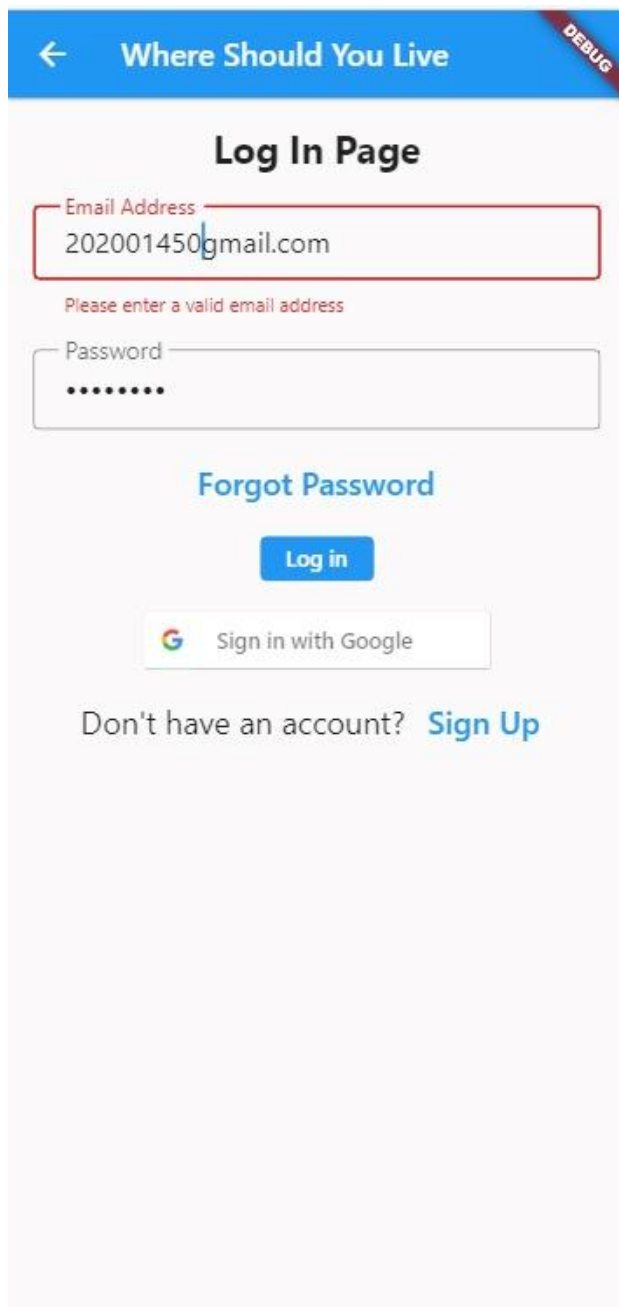 Where Should You Live
DEBUG
Log In Page
Email Address
202001450gmail.com
Please enter a valid email address
Password
••••••••
Forgot Password
Log in
G Sign in with Google
Don't have an account? Sign Up